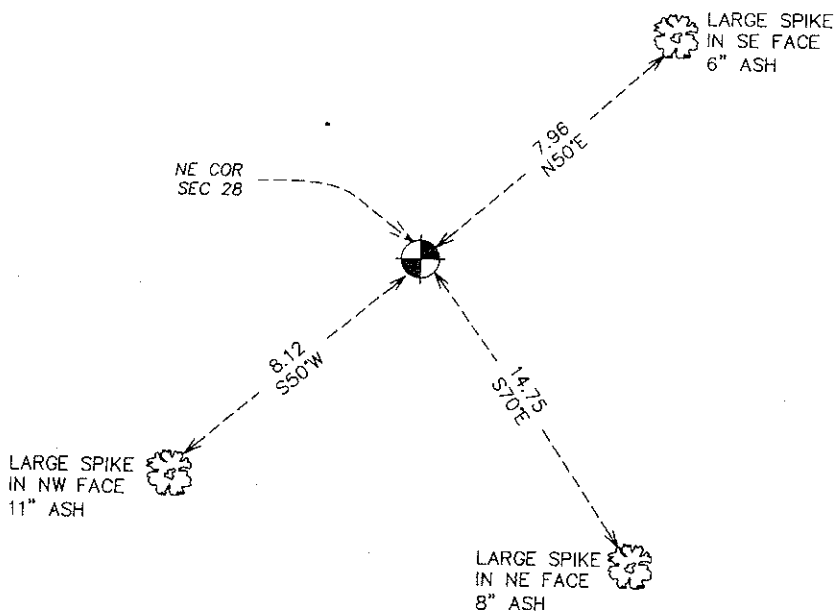 LARGE SPIKE
IN SE FACE
6" ASH
7.96
N50°E
NE COR
SEC 28
8.12
S50°W
14.75
S70°E
LARGE SPIKE
IN NW FACE
11" ASH
LARGE SPIKE
IN NE FACE
8" ASH